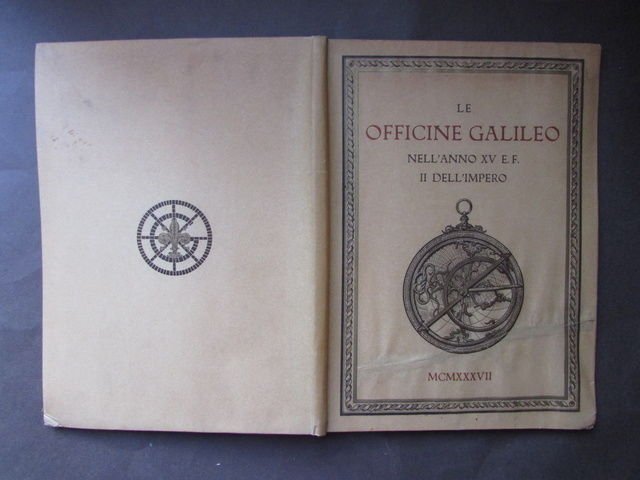 LE
OFFICINE GALILEO
NELL'ANNO XV E.F.
II DELL'IMPERO
MCMXXXVII